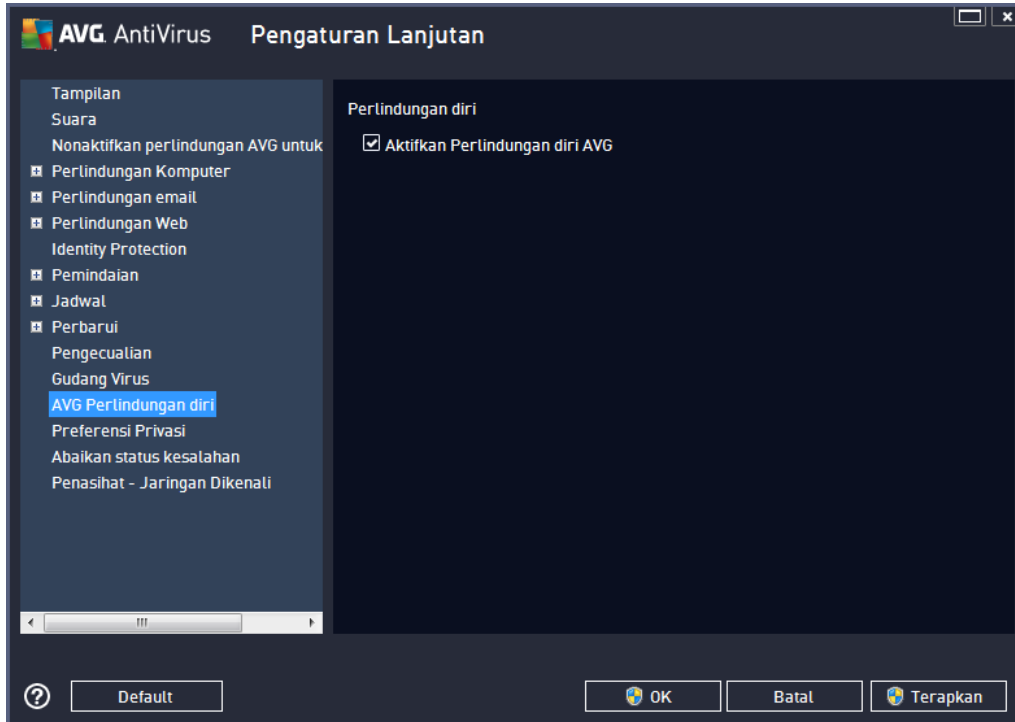 AVG AntiVirus Pengaturan Lanjutan
Tampilan
Suara
Nonaktifkan perlindungan AVG untuk
Perlindungan Komputer
Perlindungan email
Perlindungan Web
Identity Protection
Pemindaian
Jadwal
Perbarui
Pengecualian
Gudang Virus
AVG Perlindungan diri
Preferensi Privasi
Abaikan status kesalahan
Penasihat - Jaringan Dikenali
Perlindungan diri
Aktifkan Perlindungan diri AVG
? Default OK Batal Terapkan